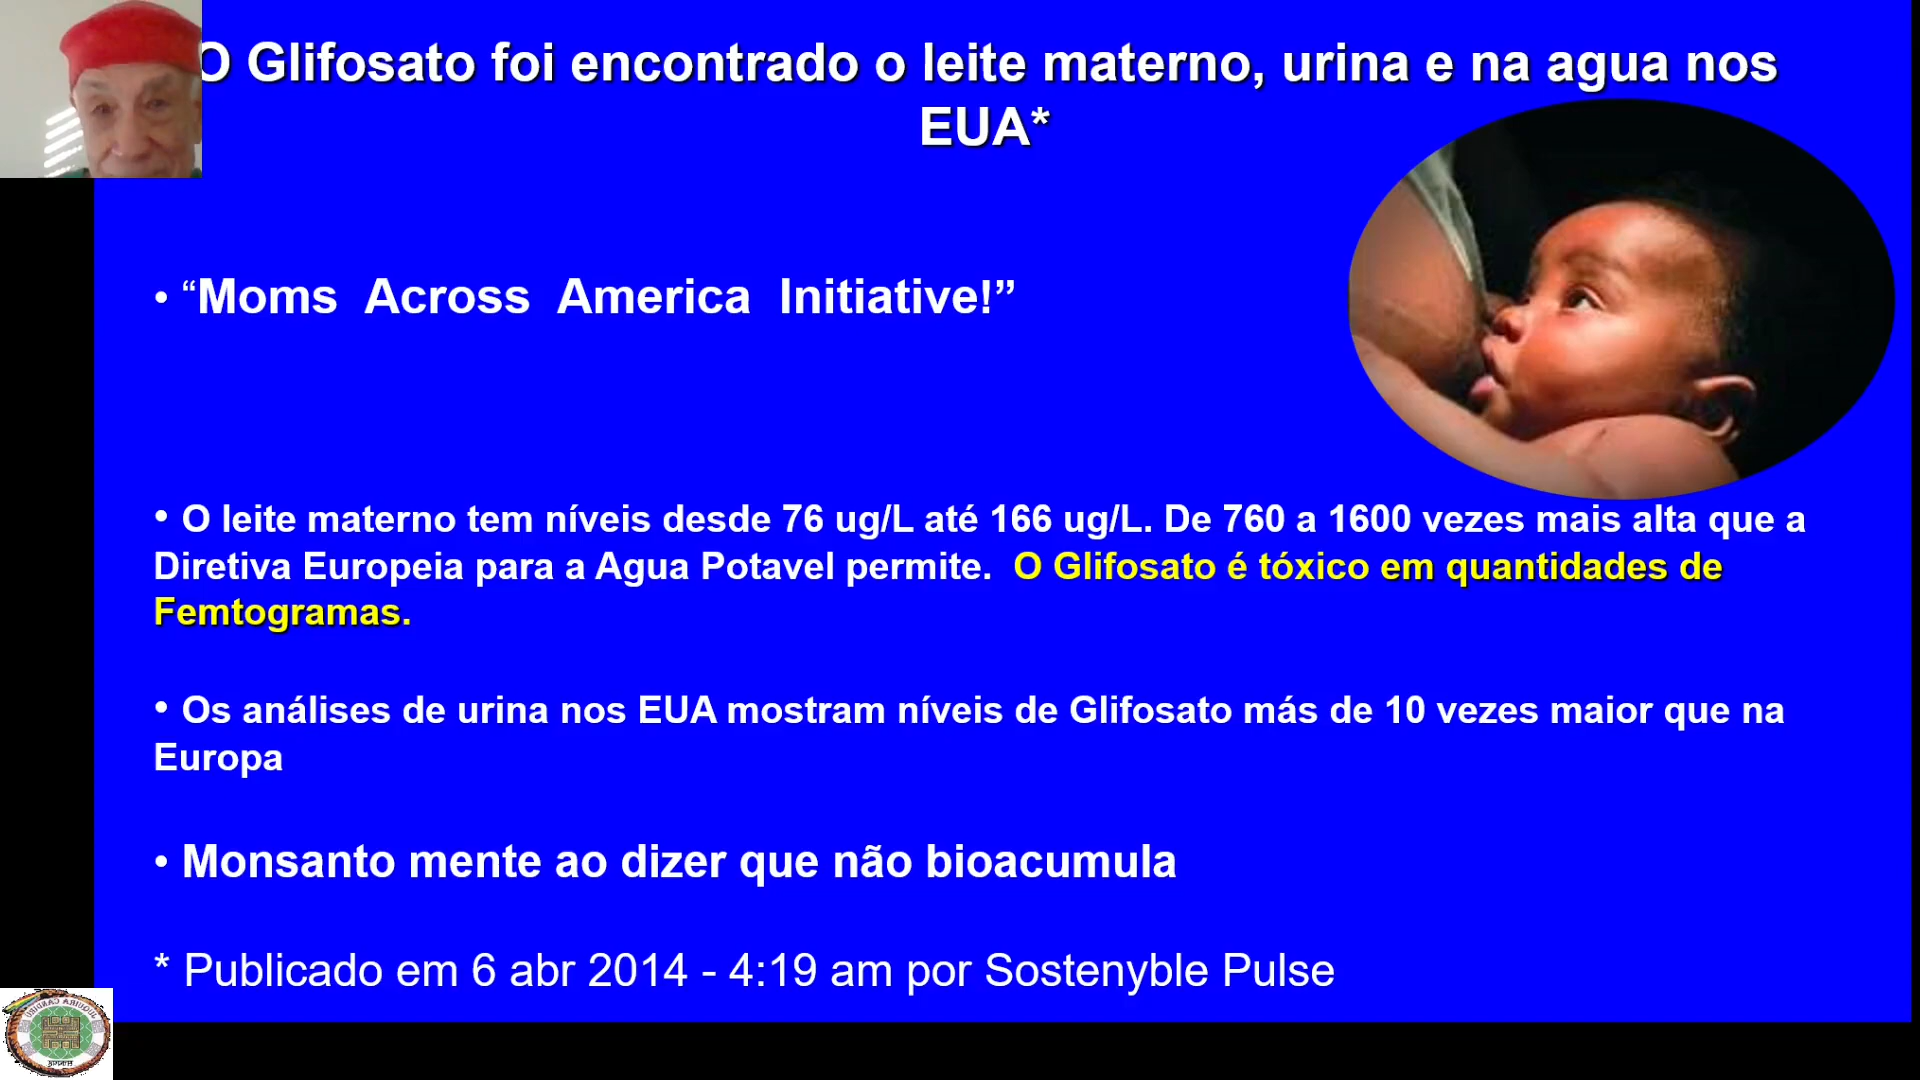 O Glifosato foi encontrado o leite materno, urina e na agua nos
EUA*
• “Moms Across America Initiative!”
• O leite materno tem níveis desde 76 ug/L até 166 ug/L. De 760 a 1600 vezes mais alta que a
Diretiva Europeia para a Agua Potavel permite. O Glifosato é tóxico em quantidades de
Femtogramas.
• Os análises de urina nos EUA mostram níveis de Glifosato más de 10 vezes maior que na
Europa
• Monsanto mente ao dizer que não bioacumula
* Publicado em 6 abr 2014 - 4:19 am por Sostenyble Pulse
JUQUIRA CANDIRU